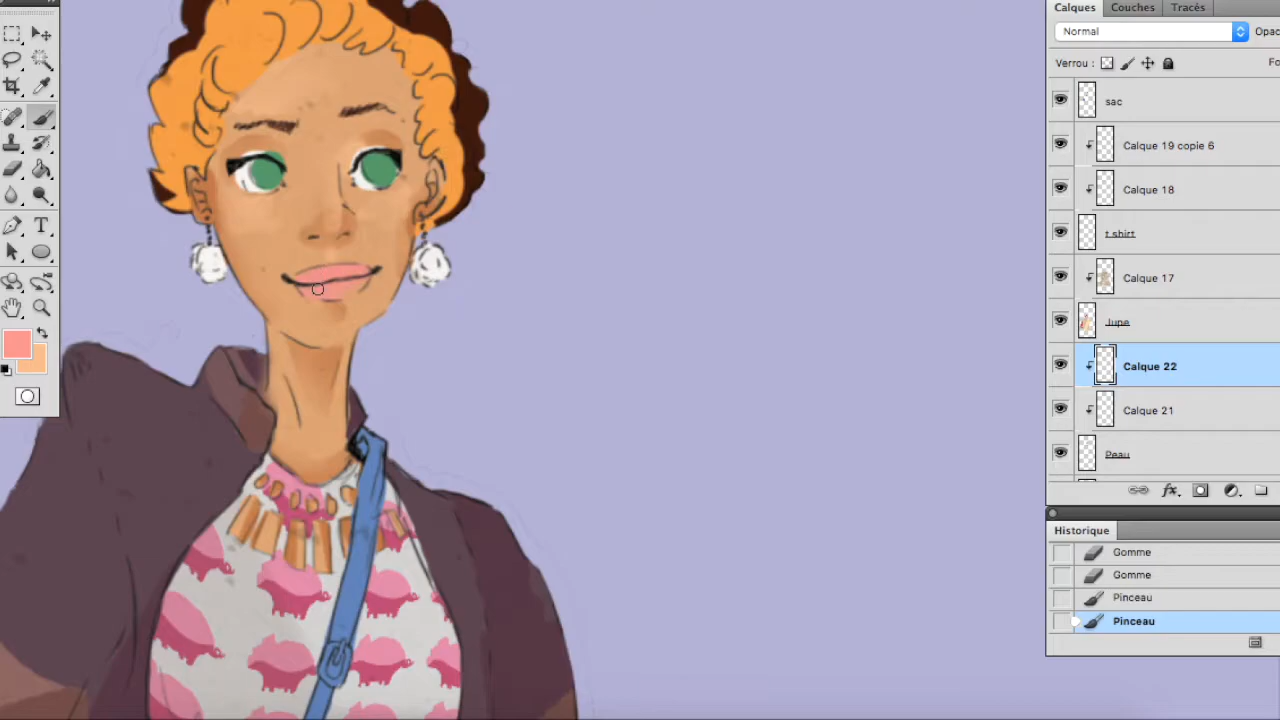 Calques Couches Tracés
Normal Opac
Verrou : Fo
sac
Calque 19 copie 6
Calque 18
t shirt
Calque 17
Calque 22
Calque 21
Peau
fx
Historique
Gomme
Gomme
Pinceau
Pinceau